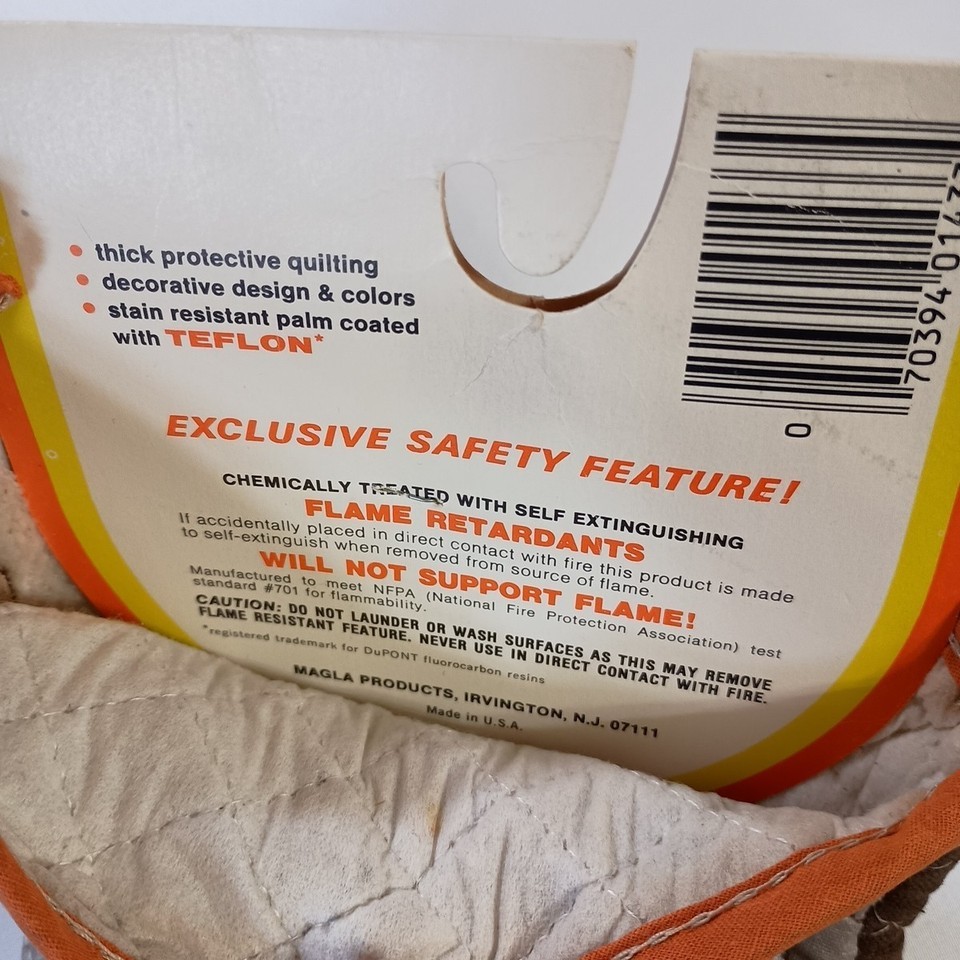 • thick protective quilting
• decorative design & colors
• stain resistant palm coated
with TEFLON*
70394 01437
0
EXCLUSIVE SAFETY FEATURE!
CHEMICALLY TREATED WITH SELF EXTINGUISHING
FLAME RETARDANTS
If accidentally placed in direct contact with fire this product is made
to self-extinguish when removed from source of flame.
WILL NOT SUPPORT FLAME!
Manufactured to meet NFPA (National Fire Protection Association) test
standard #701 for flammability.
CAUTION: DO NOT LAUNDER OR WASH SURFACES AS THIS MAY REMOVE
FLAME RESISTANT FEATURE. NEVER USE IN DIRECT CONTACT WITH FIRE.
*registered trademark for DuPONT fluorocarbon resins
MAGLA PRODUCTS, IRVINGTON, N.J. 07111
Made in U.S.A.